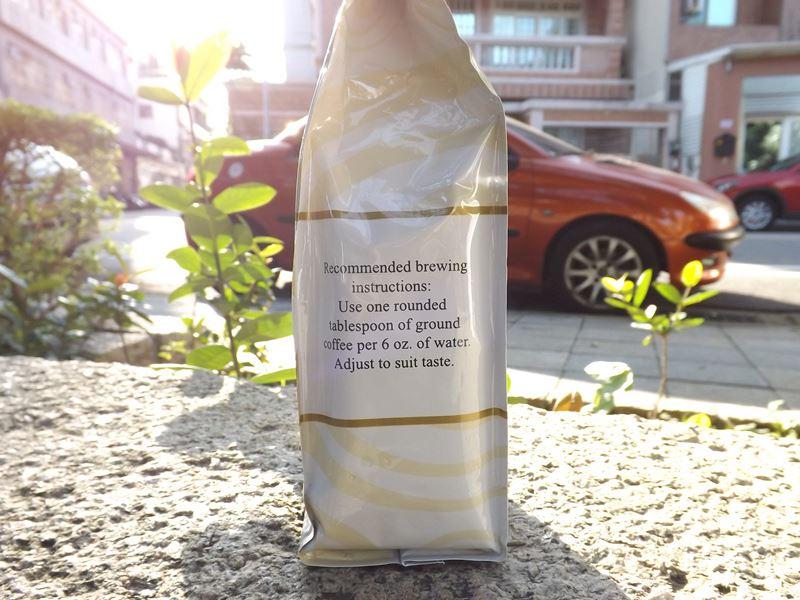 Recommended brewing
instructions:
Use one rounded
tablespoon of ground
coffee per 6 oz. of water.
Adjust to suit taste.